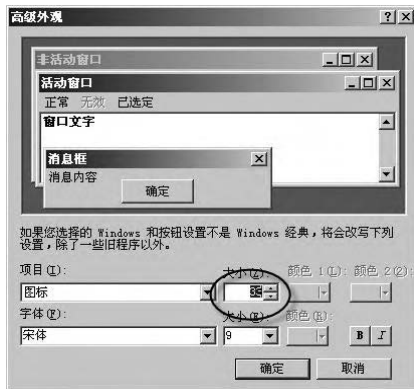 高级外观
非活动窗口
活动窗口
正常 无效 已选定
窗口文字
消息框
消息内容
确定
如果您选择的 Windows 和按钮设置不是 Windows 经典，将会改写下列
设置，除了一些旧程序以外。
项目(I): 大小(Z): 颜色 1(L): 颜色 2(2):
图标 32
字体(F): 大小(E): 颜色(R):
宋体 9 B I
确定 取消